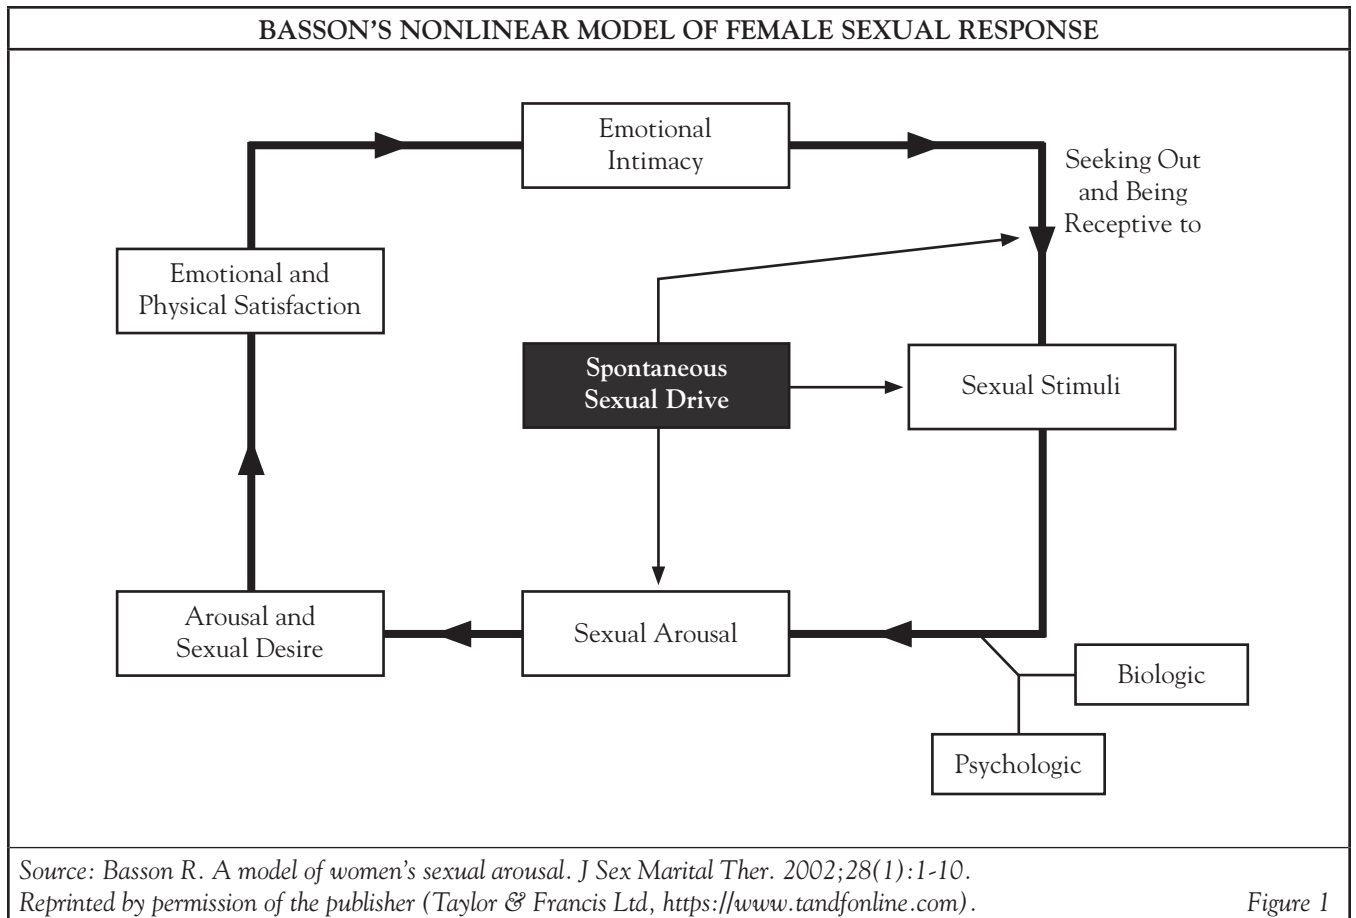 BASSON'S NONLINEAR MODEL OF FEMALE SEXUAL RESPONSE
Emotional
Intimacy
Seeking Out
and Being
Receptive to
Emotional and
Physical Satisfaction
Spontaneous
Sexual Drive
Sexual Stimuli
Arousal and
Sexual Desire
Sexual Arousal
Biologic
Psychologic
Source: Basson R. A model of women's sexual arousal. J Sex Marital Ther. 2002;28(1):1-10.
Reprinted by permission of the publisher (Taylor & Francis Ltd, https://www.tandfonline.com).
Figure 1